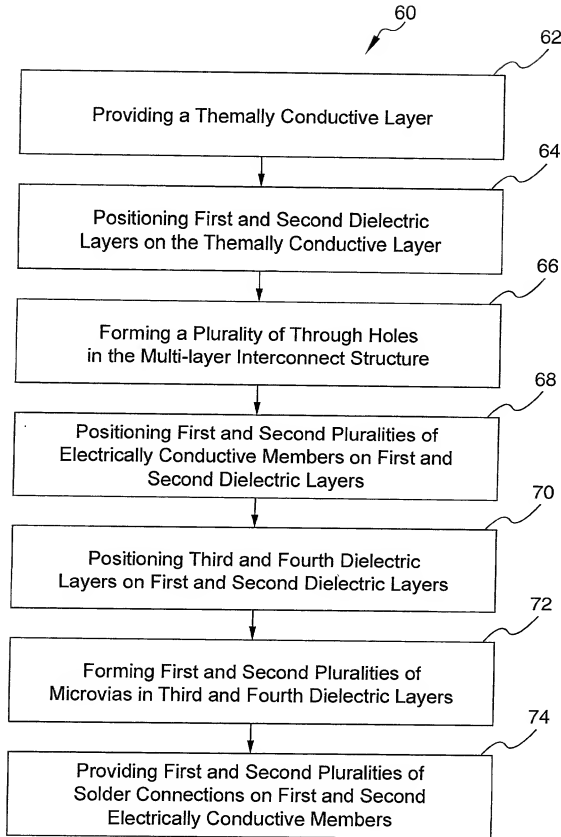 60
62
Providing a Themally Conductive Layer
64
Positioning First and Second Dielectric
Layers on the Themally Conductive Layer
66
Forming a Plurality of Through Holes
in the Multi-layer Interconnect Structure
68
Positioning First and Second Pluralities of
Electrically Conductive Members on First and
Second Dielectric Layers
70
Positioning Third and Fourth Dielectric
Layers on First and Second Dielectric Layers
72
Forming First and Second Pluralities of
Microvias in Third and Fourth Dielectric Layers
74
Providing First and Second Pluralities of
Solder Connections on First and Second
Electrically Conductive Members